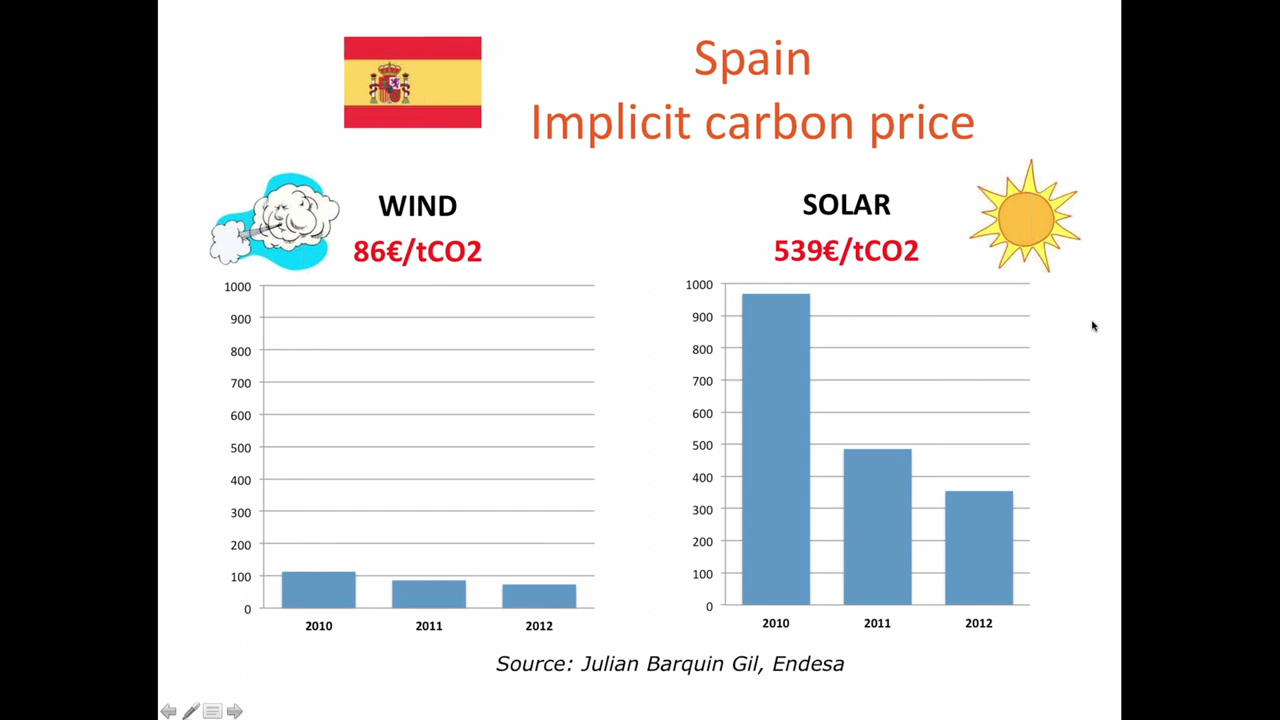 Spain
Implicit carbon price
WIND
86€/tCO2
1000
900
800
700
600
500
400
300
200
100
0
2010 2011 2012
SOLAR
539€/tCO2
1000
900
800
700
600
500
400
300
200
100
0
2010 2011 2012
Source: Julian Barquin Gil, Endesa